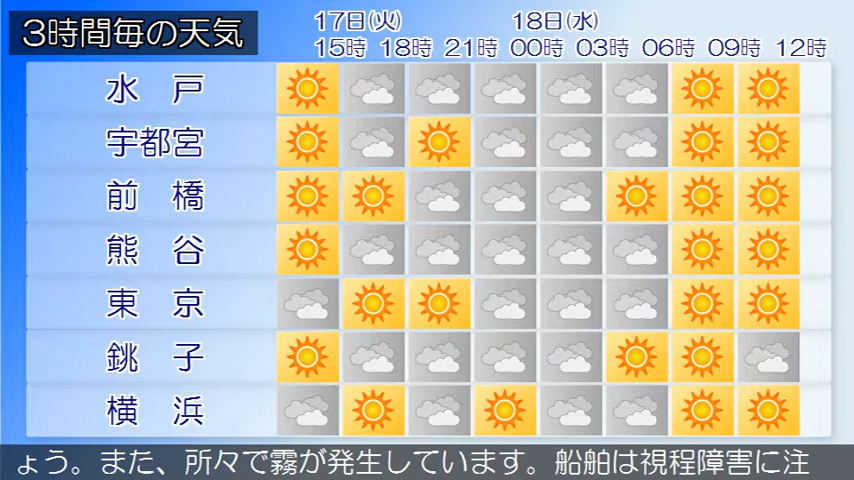 3時間毎の天気
17日(火) 18日(水)
15時 18時 21時 00時 03時 06時 09時 12時
水戸
宇都宮
前橋
熊谷
東京
銚子
横浜
ょう。また、所々で霧が発生しています。船舶は視程障害に注